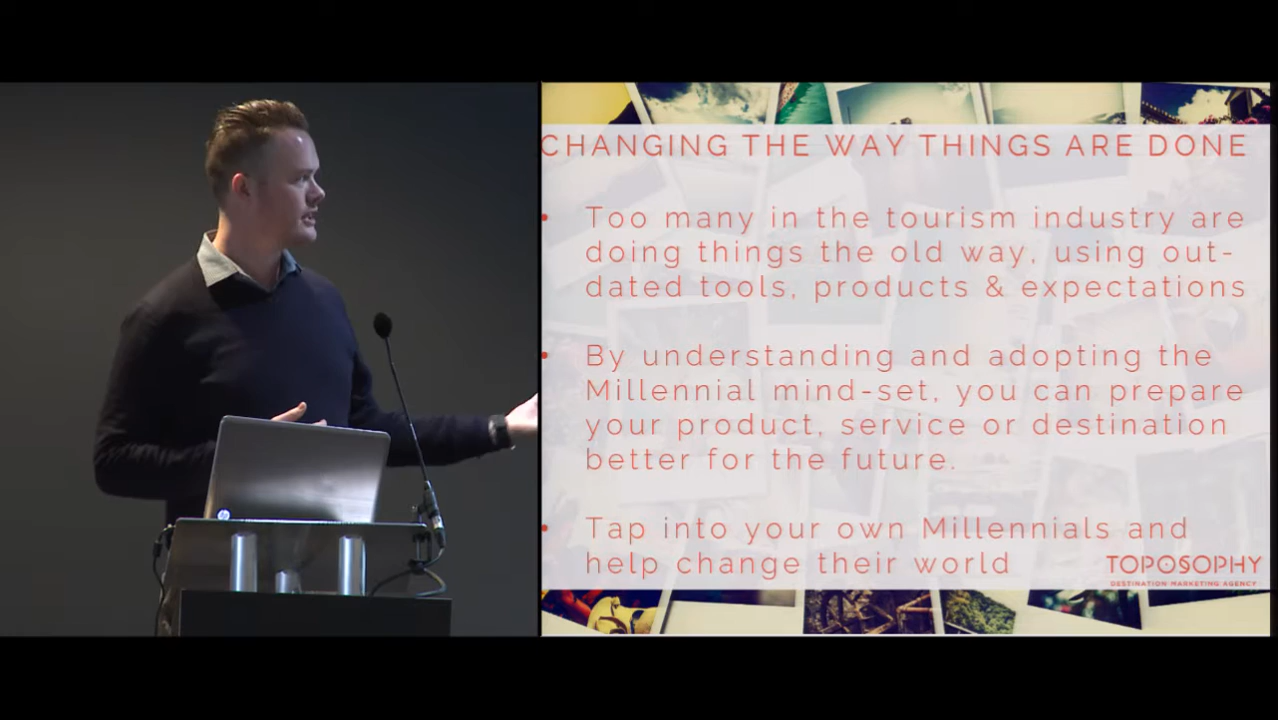 CHANGING THE WAY THINGS ARE DONE
• Too many in the tourism industry are
doing things the old way, using out-
dated tools, products & expectations
• By understanding and adopting the
Millennial mind-set, you can prepare
your product, service or destination
better for the future.
• Tap into your own Millennials and
help change their world
TOPOSOPHY
DESTINATION MARKETING AGENCY
hp